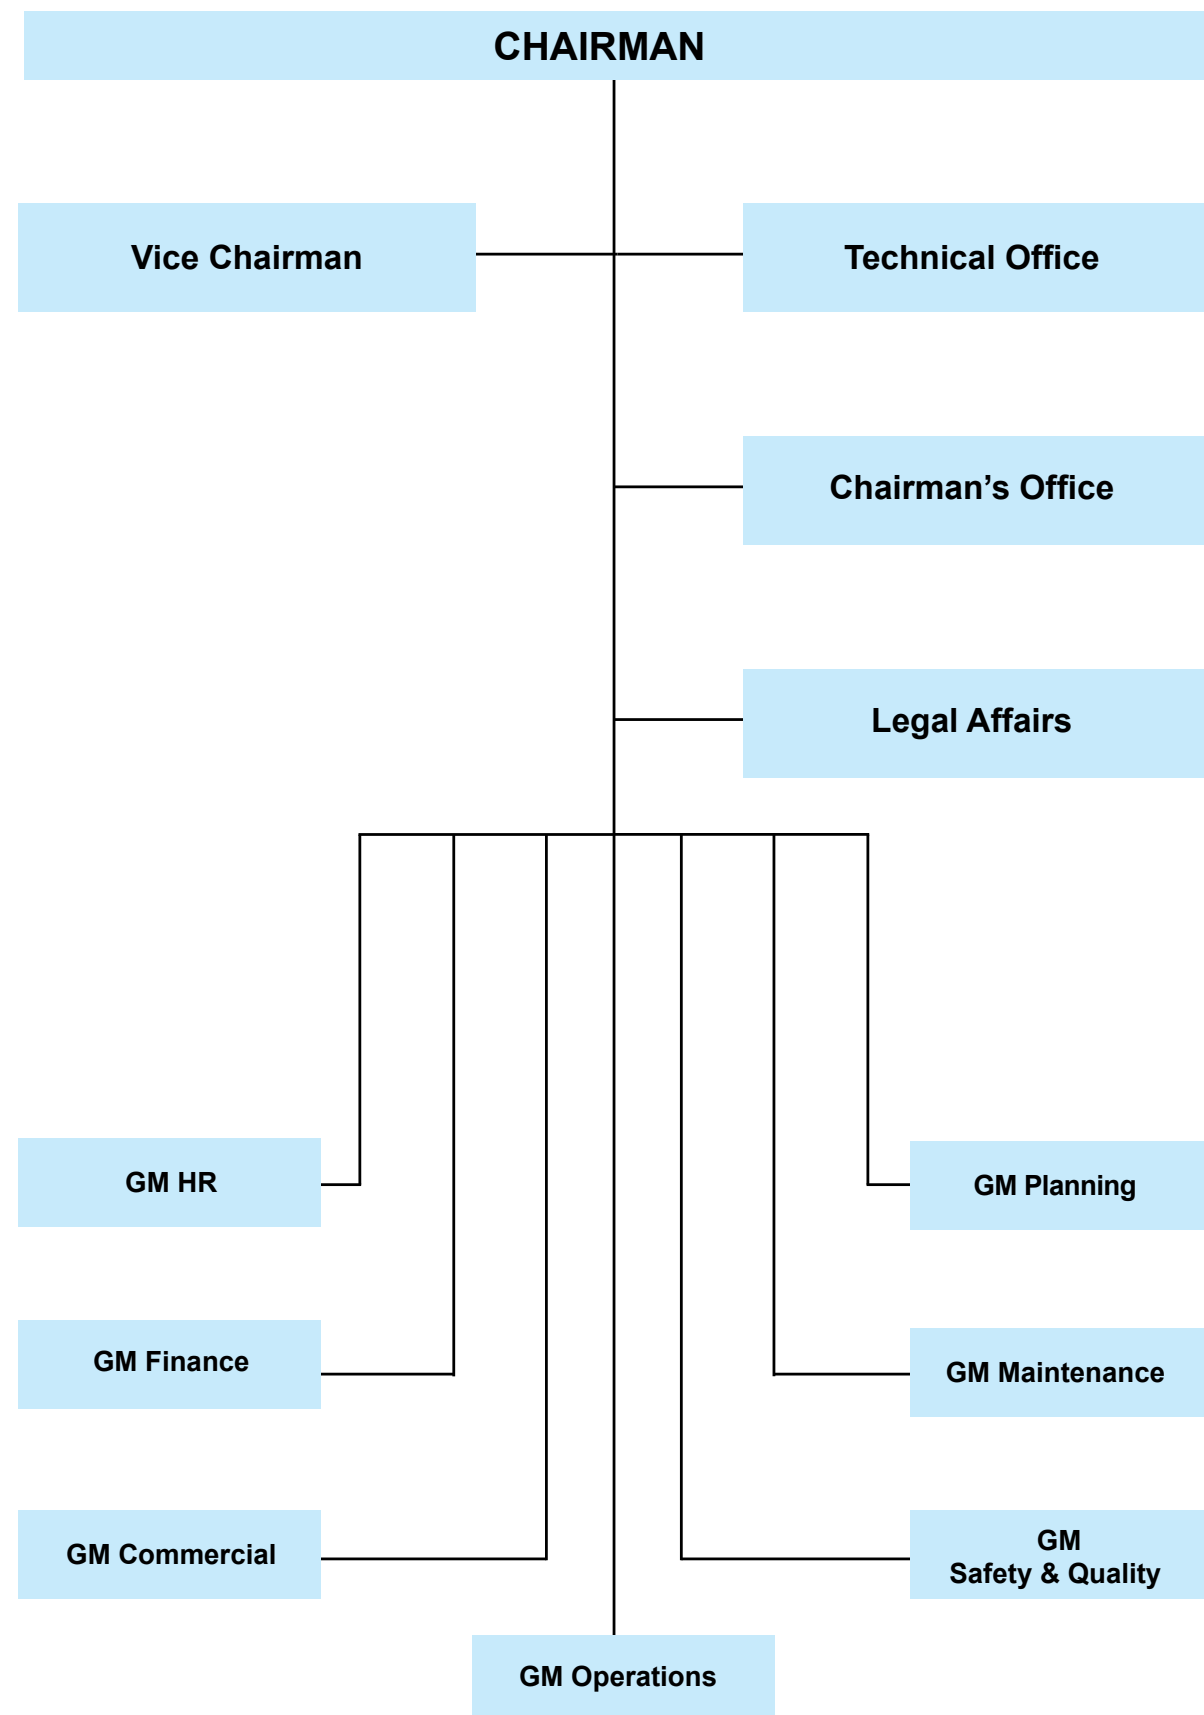 CHAIRMAN
Vice Chairman
Technical Office
Chairman’s Office
Legal Affairs
GM HR
GM Planning
GM Finance
GM Maintenance
GM Commercial
GM
Safety & Quality
GM Operations